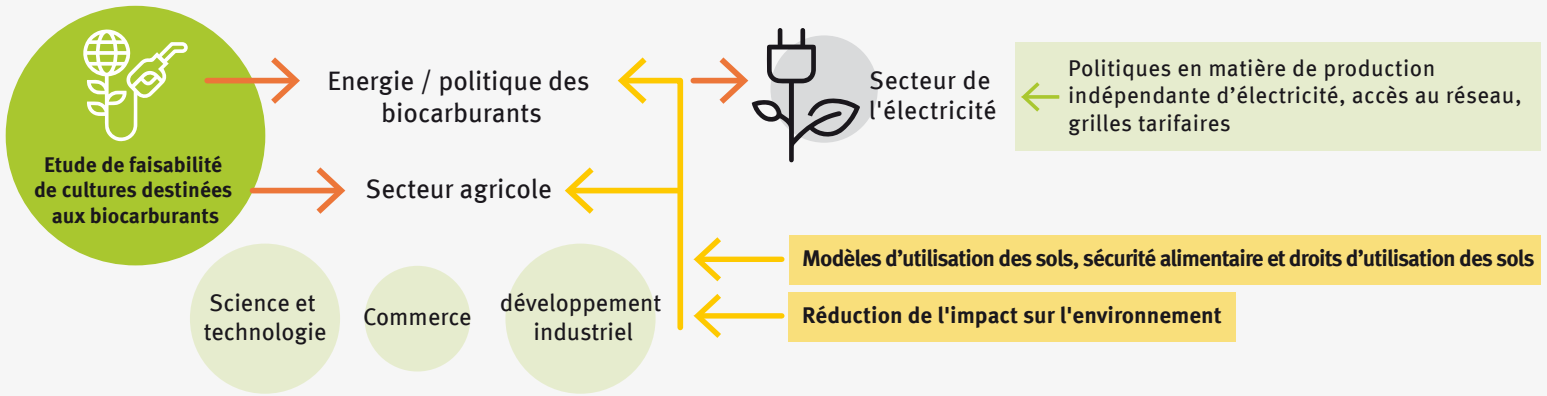 Etude de faisabilité
de cultures destinées
aux biocarburants
Energie / politique des
biocarburants
Secteur agricole
Secteur de
l'électricité
Politiques en matière de production
indépendante d’électricité, accès au réseau,
grilles tarifaires
Modèles d’utilisation des sols, sécurité alimentaire et droits d’utilisation des sols
Réduction de l'impact sur l'environnement
Science et
technologie
Commerce
développement
industriel